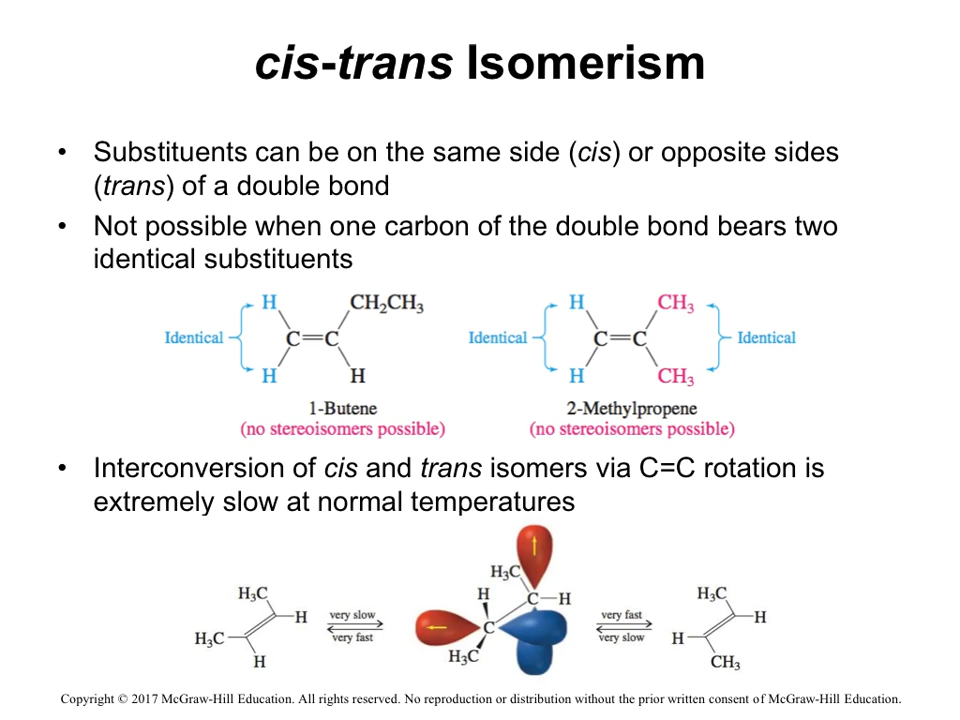 cis-trans Isomerism
• Substituents can be on the same side (cis) or opposite sides
(trans) of a double bond
• Not possible when one carbon of the double bond bears two
identical substituents
H CH₂CH₃
Identical C=C
H H
1-Butene
(no stereoisomers possible)
H CH₃
Identical C=C Identical
H CH₃
2-Methylpropene
(no stereoisomers possible)
• Interconversion of cis and trans isomers via C=C rotation is
extremely slow at normal temperatures
H₃C
H
H₃C
H
very slow
very fast
H₃C
H C—H
C
H₃C
very fast
very slow
H₃C
H
H
CH₃
Copyright © 2017 McGraw-Hill Education. All rights reserved. No reproduction or distribution without the prior written consent of McGraw-Hill Education.